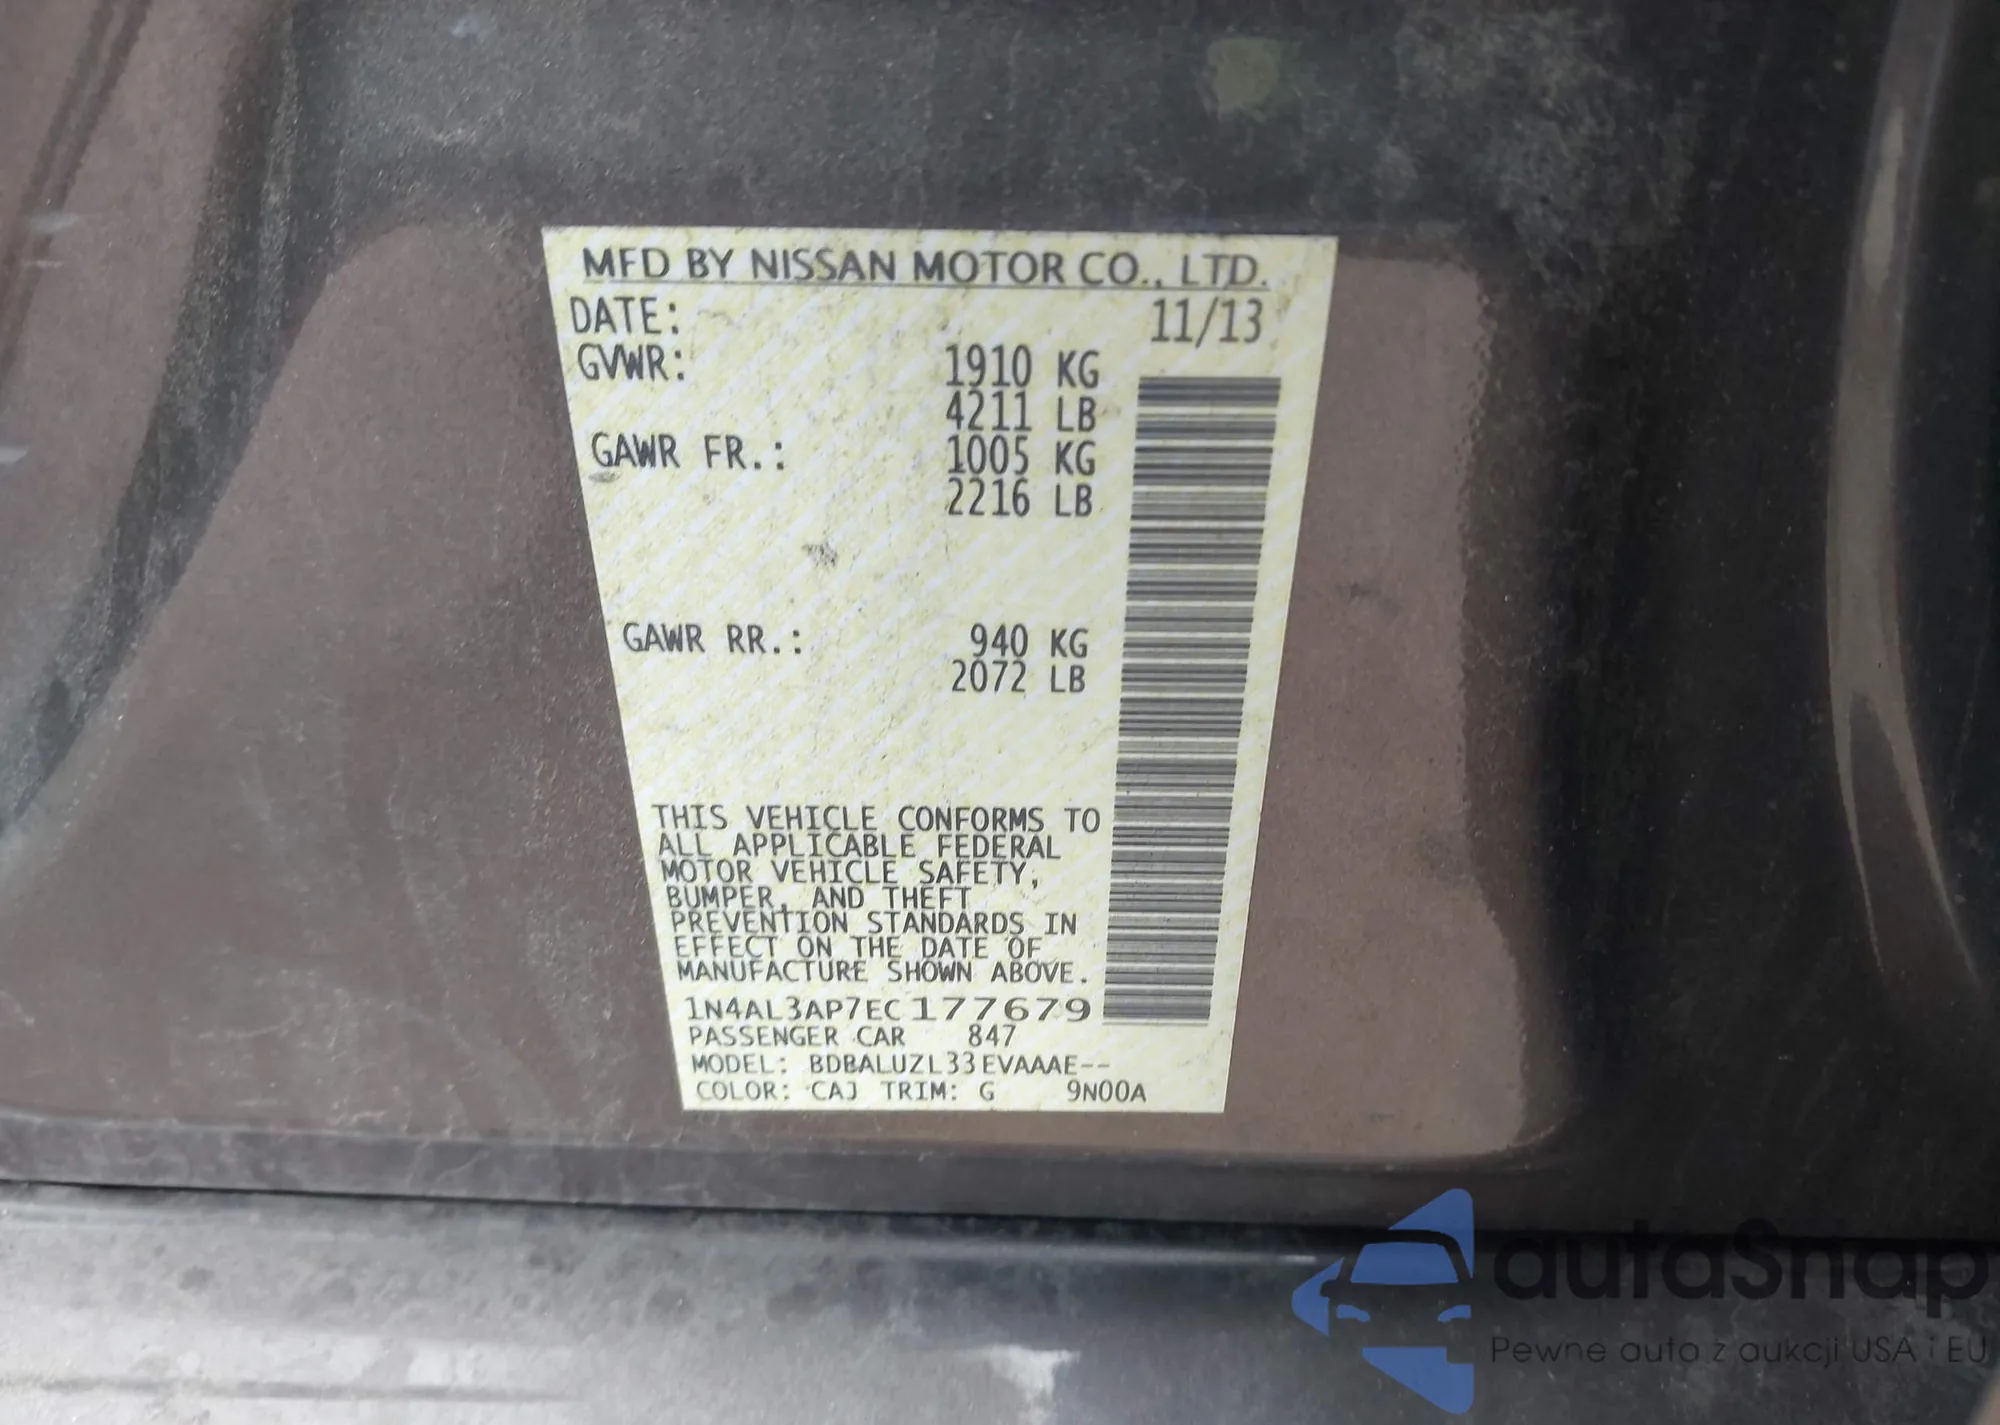 MFD BY NISSAN MOTOR CO., LTD.
DATE: 11/13
GVWR: 1910 KG
4211 LB
GAWR FR.: 1005 KG
2216 LB
GAWR RR.: 940 KG
2072 LB
THIS VEHICLE CONFORMS TO
ALL APPLICABLE FEDERAL
MOTOR VEHICLE SAFETY,
BUMPER, AND THEFT
PREVENTION STANDARDS IN
EFFECT ON THE DATE OF
MANUFACTURE SHOWN ABOVE.
1N4AL3AP7EC177679
PASSENGER CAR 847
MODEL: BDBALUZL33EVAAAE--
COLOR: CAJ TRIM: G 9N00A
autaSnap
Pewne auta z aukcji USA i EU